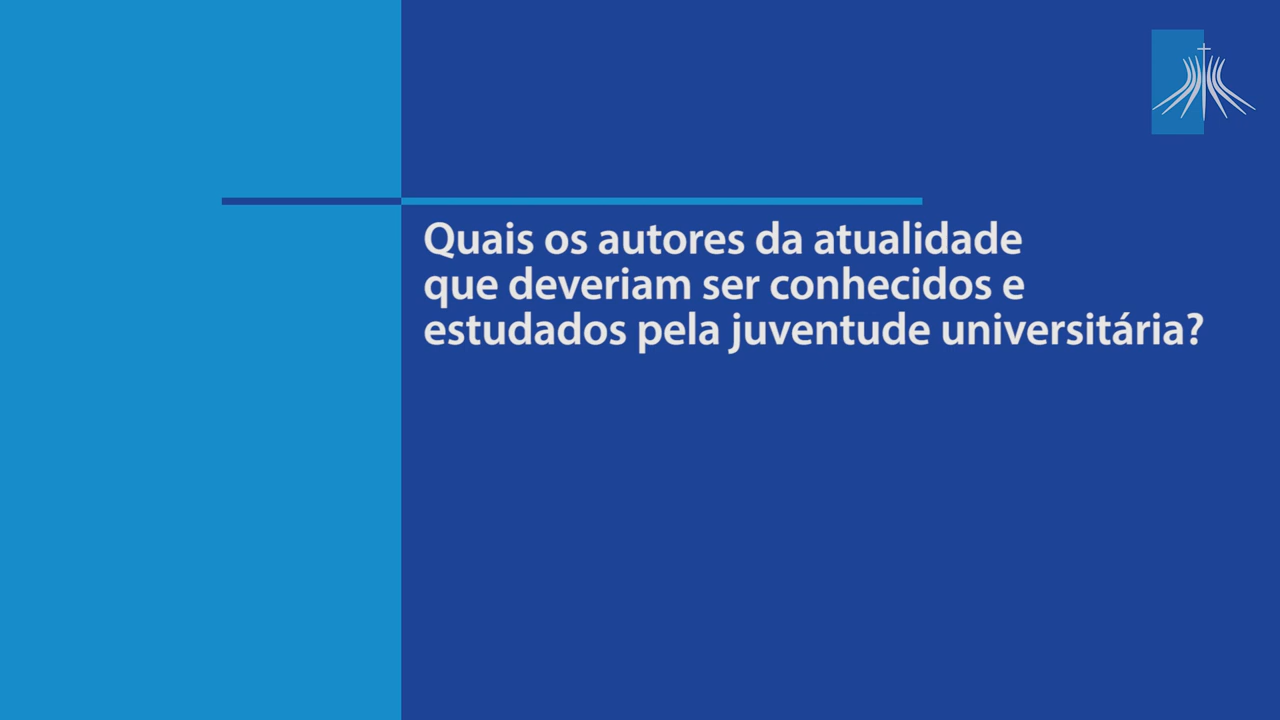 Quais os autores da atualidade
que deveriam ser conhecidos e
estudados pela juventude universitária?